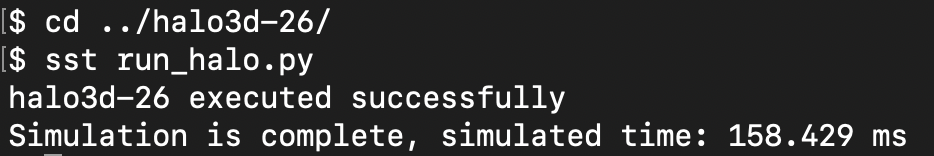 [$ cd ../halo3d-26/
[$ sst run_halo.py
halo3d-26 executed successfully
Simulation is complete, simulated time: 158.429 ms